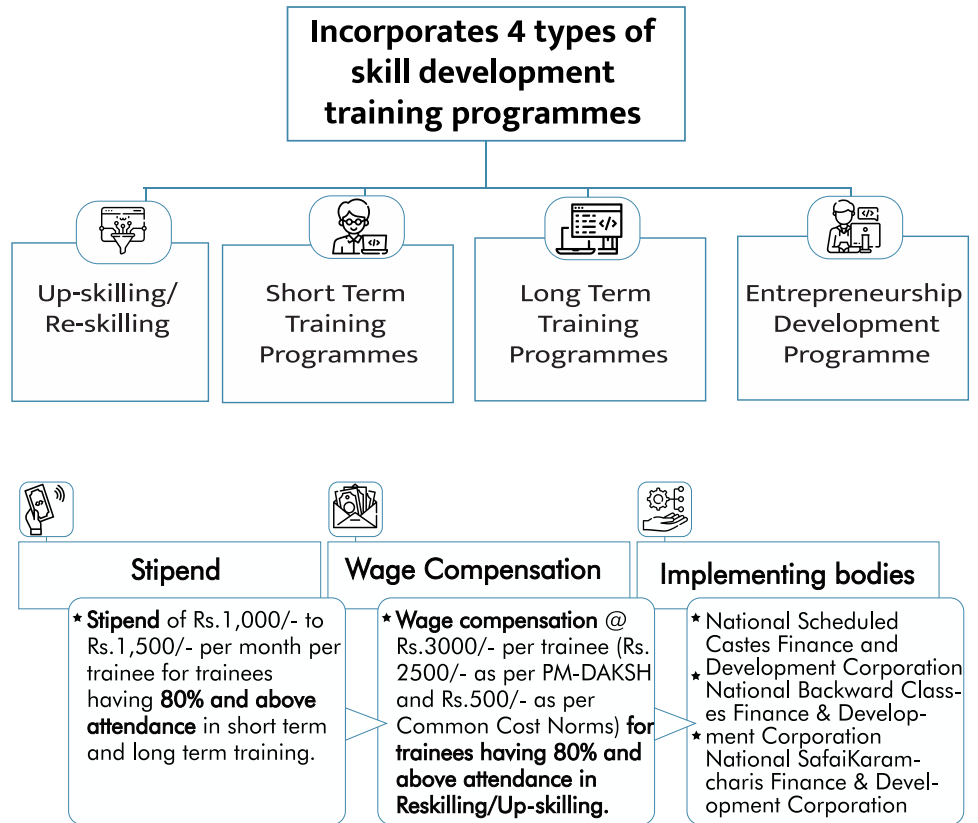 Incorporates 4 types of
skill development
training programmes
Up-skilling/
Re-skilling
Short Term
Training
Programmes
Long Term
Training
Programmes
Entrepreneurship
Development
Programme
Stipend
★ Stipend of Rs.1,000/- to
Rs.1,500/- per month per
trainee for trainees
having 80% and above
attendance in short term
and long term training.
Wage Compensation
★ Wage compensation @
Rs.3000/- per trainee (Rs.
2500/- as per PM-DAKSH
and Rs.500/- as per
Common Cost Norms) for
trainees having 80% and
above attendance in
Reskilling/Up-skilling.
Implementing bodies
★ National Scheduled
Castes Finance and
Development Corporation
★ National Backward Class-
es Finance & Develop-
★ ment Corporation
National SafaiKaram-
charis Finance & Devel-
opment Corporation